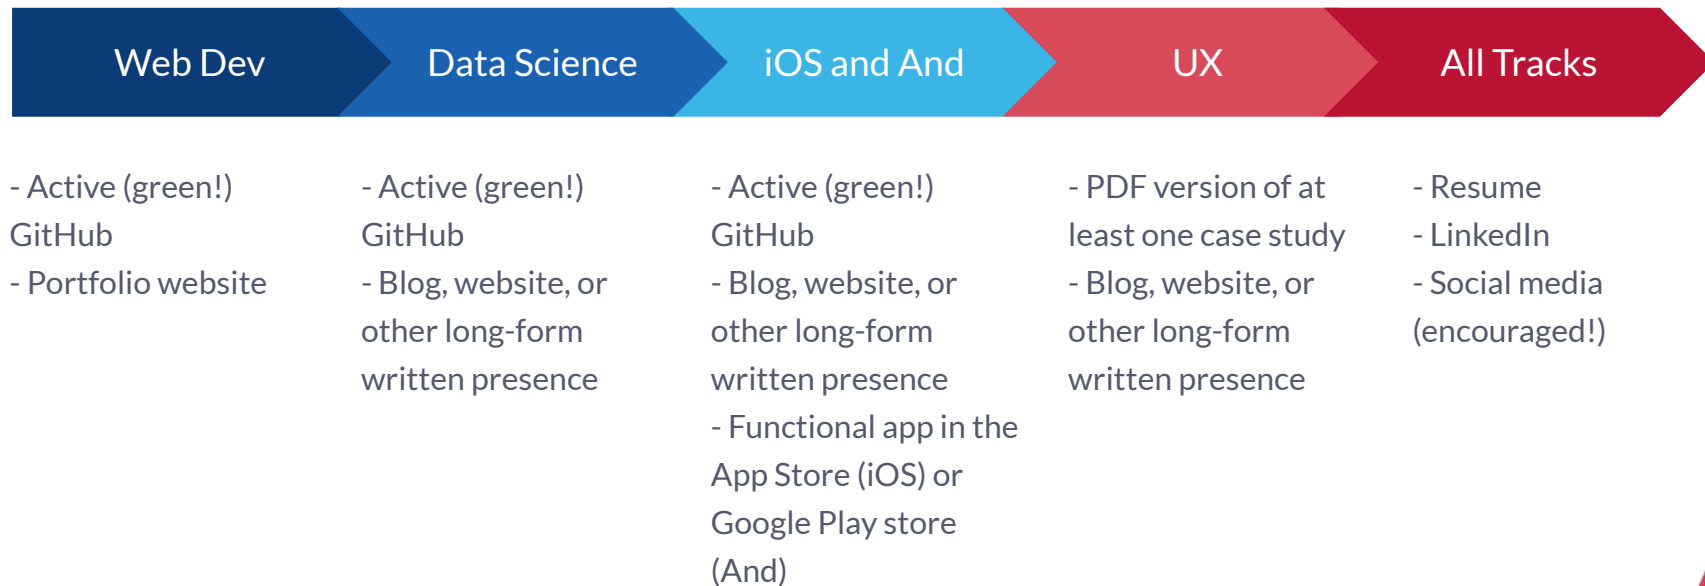 Web Dev
Data Science
iOS and And
UX
All Tracks
- Active (green!)
GitHub
- Portfolio website
- Active (green!)
GitHub
- Blog, website, or
other long-form
written presence
- Active (green!)
GitHub
- Blog, website, or
other long-form
written presence
- Functional app in the
App Store (iOS) or
Google Play store
(And)
- PDF version of at
least one case study
- Blog, website, or
other long-form
written presence
- Resume
- LinkedIn
- Social media
(encouraged!)